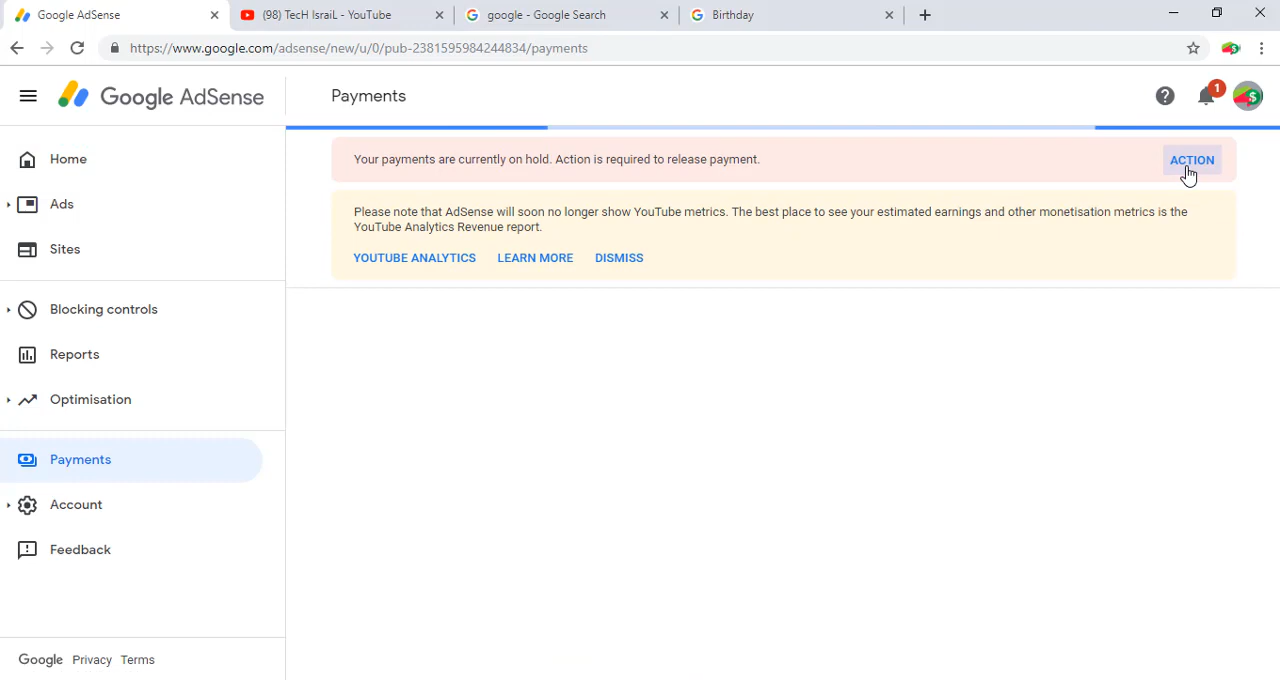 Google AdSense
(98) TecH IsraiL - YouTube
google - Google Search
Birthday
https://www.google.com/adsense/new/u/0/pub-2381595984244834/payments
Google AdSense
Payments
1
Home
Your payments are currently on hold. Action is required to release payment.
ACTION
Ads
Please note that AdSense will soon no longer show YouTube metrics. The best place to see your estimated earnings and other monetisation metrics is the
YouTube Analytics Revenue report.
YOUTUBE ANALYTICS
LEARN MORE
DISMISS
Sites
Blocking controls
Reports
Optimisation
Payments
Account
Feedback
Google Privacy Terms